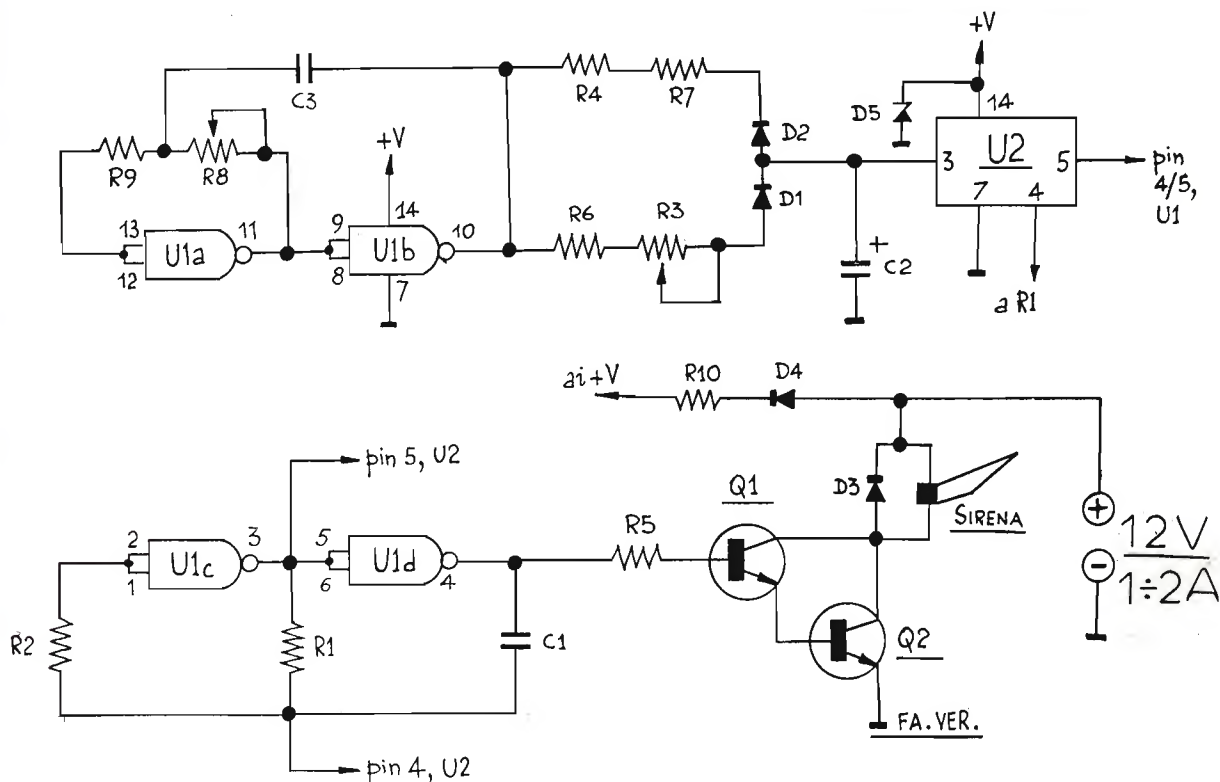 +V
C3
R4
R7
D5
14
D2
R9
R8
+V
3
U2
5
pin
4/5,
U1
D1
7
4
13
U1a
11
12
9
14
U1b
10
8
7
R6
R3
+
C2
a R1
ai+V
R10
D4
pin 5, U2
Q1
D3
SIRENA
+
12V
1÷2A
-
2
U1c
3
1
5
U1d
4
6
R5
R2
R1
C1
Q2
FA.VER.
pin 4, U2